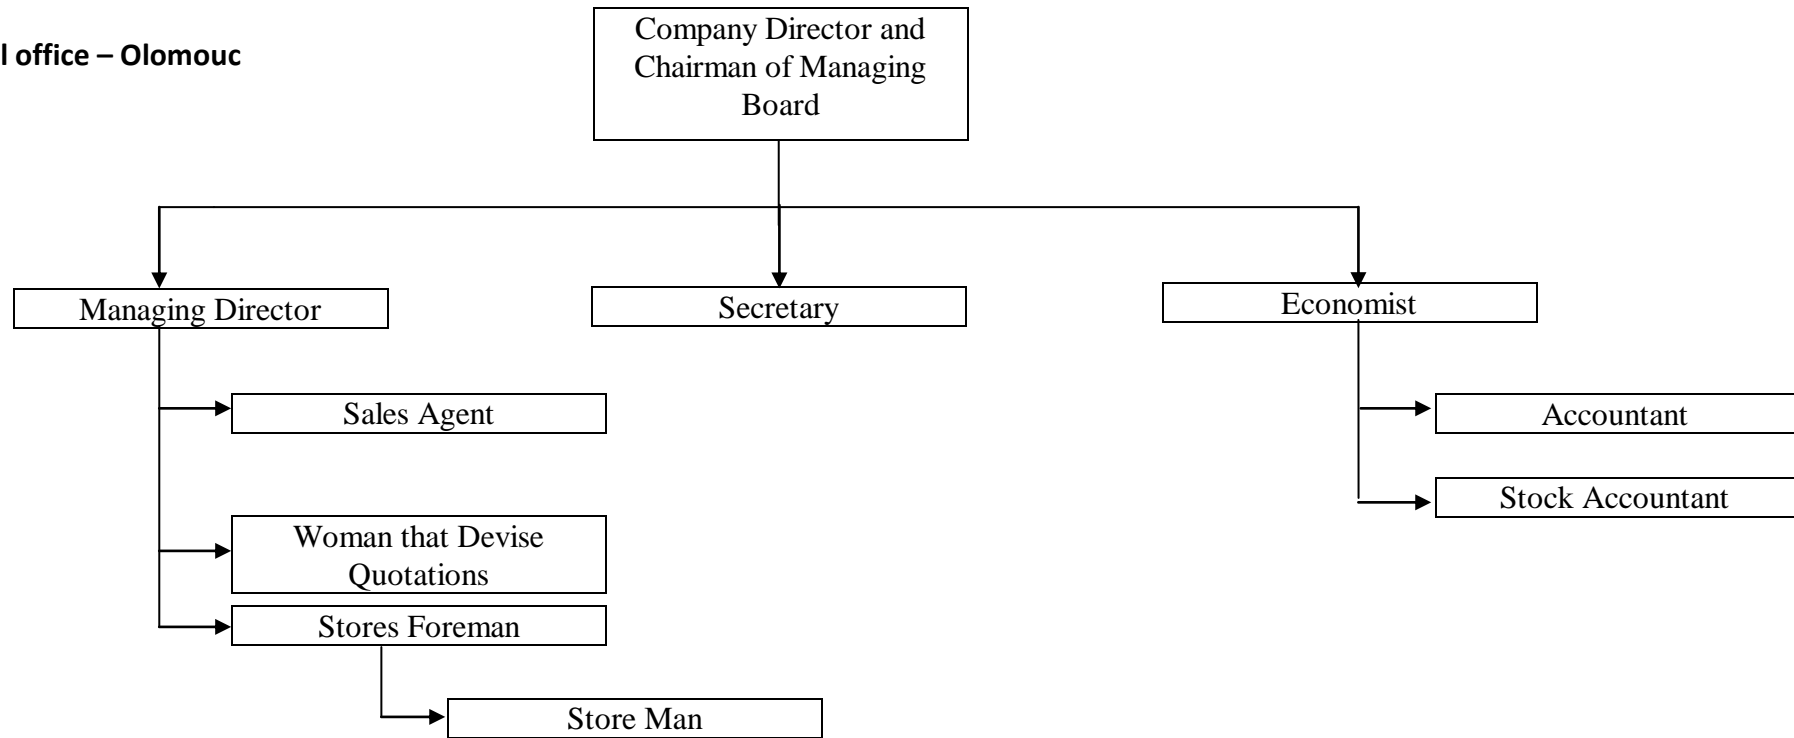 l office – Olomouc
Company Director and
Chairman of Managing
Board
Managing Director
Secretary
Economist
Sales Agent
Accountant
Stock Accountant
Woman that Devise
Quotations
Stores Foreman
Store Man